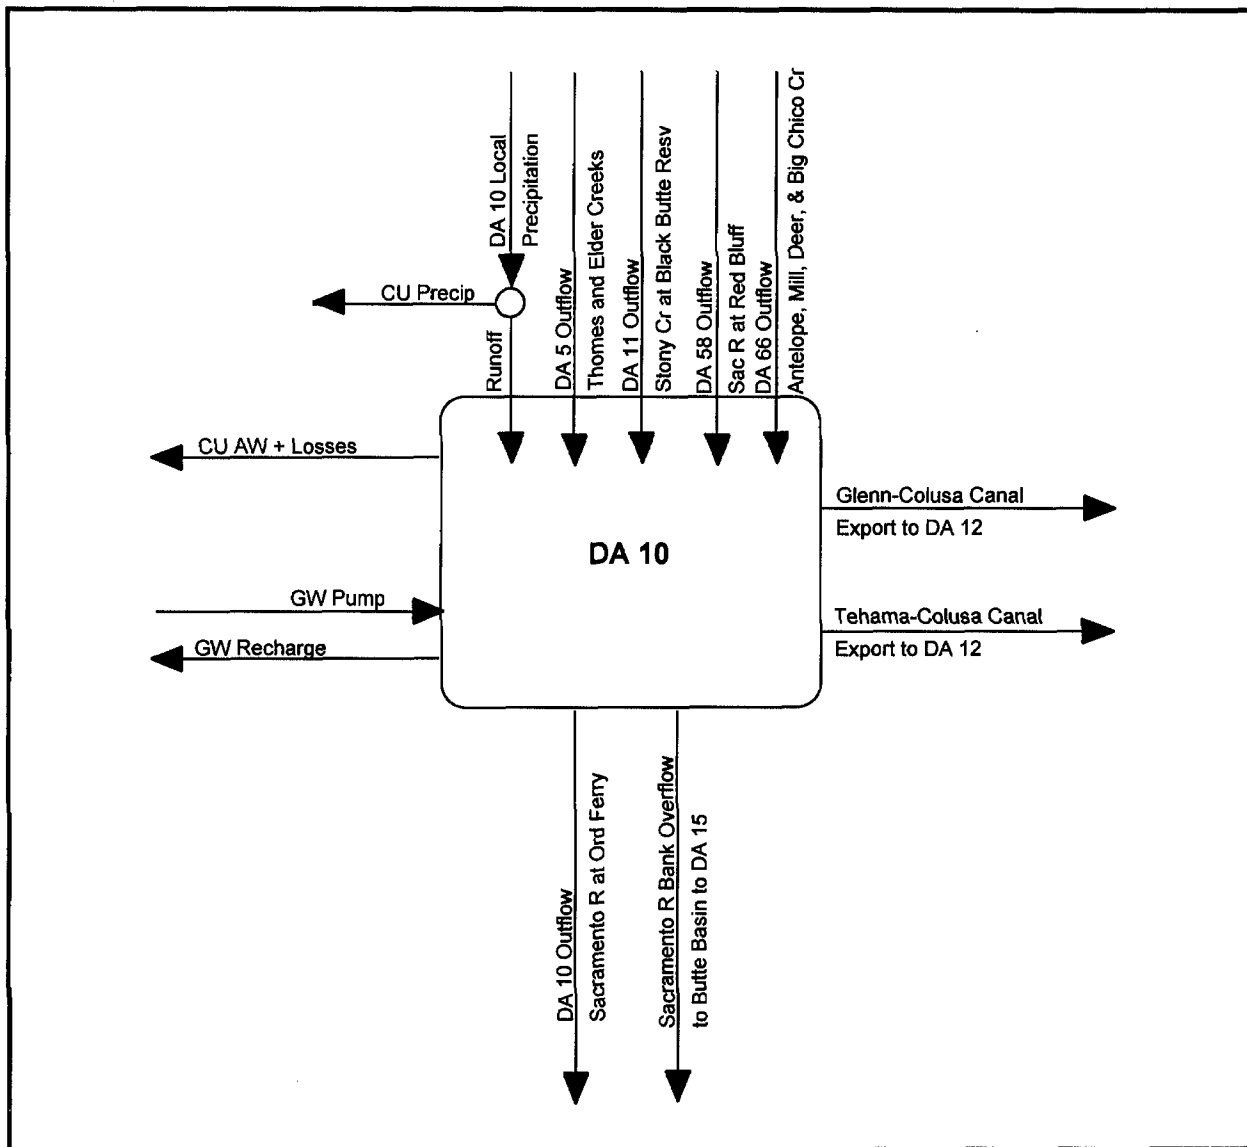 DA 10 Local
Precipitation
CU Precip
Runoff
DA 5 Outflow
Thomes and Elder Creeks
DA 11 Outflow
Stony Cr at Black Butte Resv
DA 58 Outflow
Sac R at Red Bluff
DA 66 Outflow
Antelope, Mill, Deer, & Big Chico Cr
CU AW + Losses
Glenn-Colusa Canal
Export to DA 12
DA 10
GW Pump
Tehama-Colusa Canal
Export to DA 12
GW Recharge
DA 10 Outflow
Sacramento R at Ord Ferry
Sacramento R Bank Overflow
to Butte Basin to DA 15